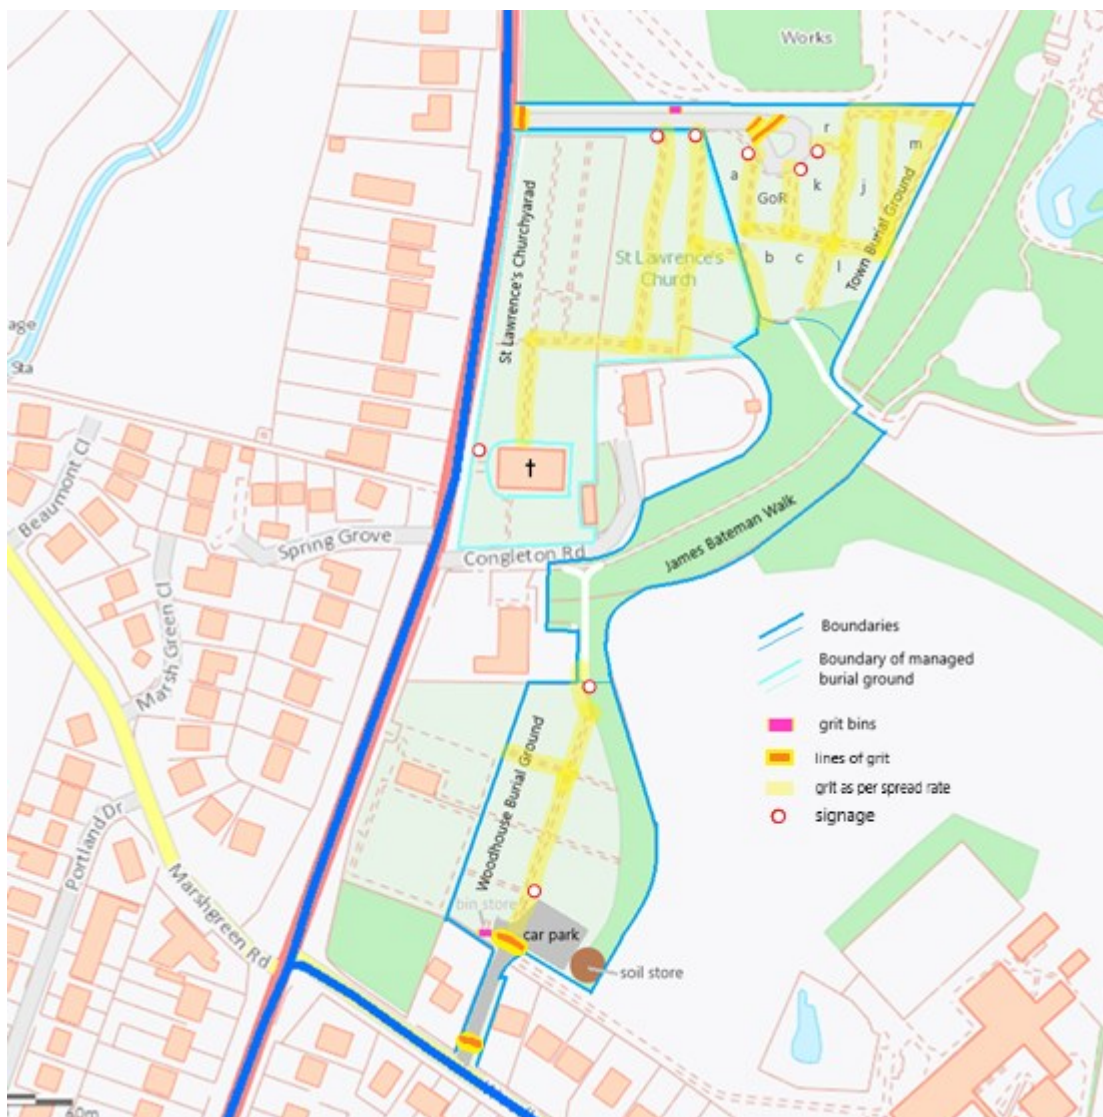 Works
r
m
a
k
j
GoR
Town Burial Ground
St Lawrence's Churchyarad
b
c
l
St Lawrence's
Church
age
Sta
Beaumont Cl
Spring Grove
Congleton Rd
James Bateman Walk
Marsh Green Cl
Boundaries
Boundary of managed
burial ground
grit bins
lines of grit
grit as per spread rate
signage
Woodhouse Burial Ground
Portland Dr
Marshgreen Rd
bin store
car park
soil store
60m